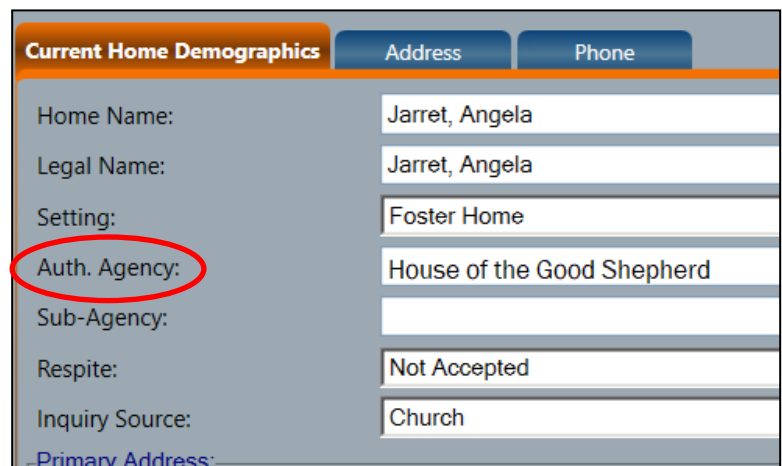 Current Home Demographics Address Phone
Home Name: Jarret, Angela
Legal Name: Jarret, Angela
Setting: Foster Home
Auth. Agency: House of the Good Shepherd
Sub-Agency:
Respite: Not Accepted
Inquiry Source: Church
Primary Address: